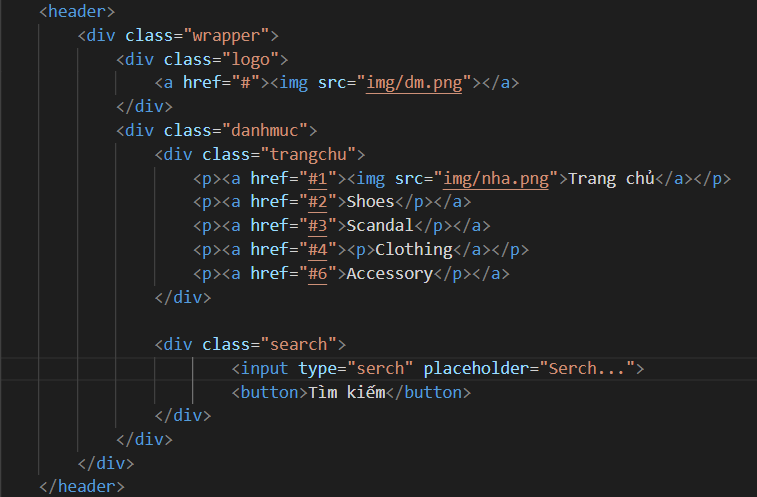 <header>
<div class="wrapper">
<div class="logo">
<a href="#"><img src="img/dm.png"></a>
</div>
<div class="danhmuc">
<div class="trangchu">
<p><a href="#1"><img src="img/nha.png">Trang chủ</a></p>
<p><a href="#2">Shoes</p></a>
<p><a href="#3">Scandal</p></a>
<p><a href="#4"><p>Clothing</a></p>
<p><a href="#6">Accessory</p></a>
</div>
<div class="search">
<input type="serch" placeholder="Serch...">
<button>Tìm kiếm</button>
</div>
</div>
</div>
</header>